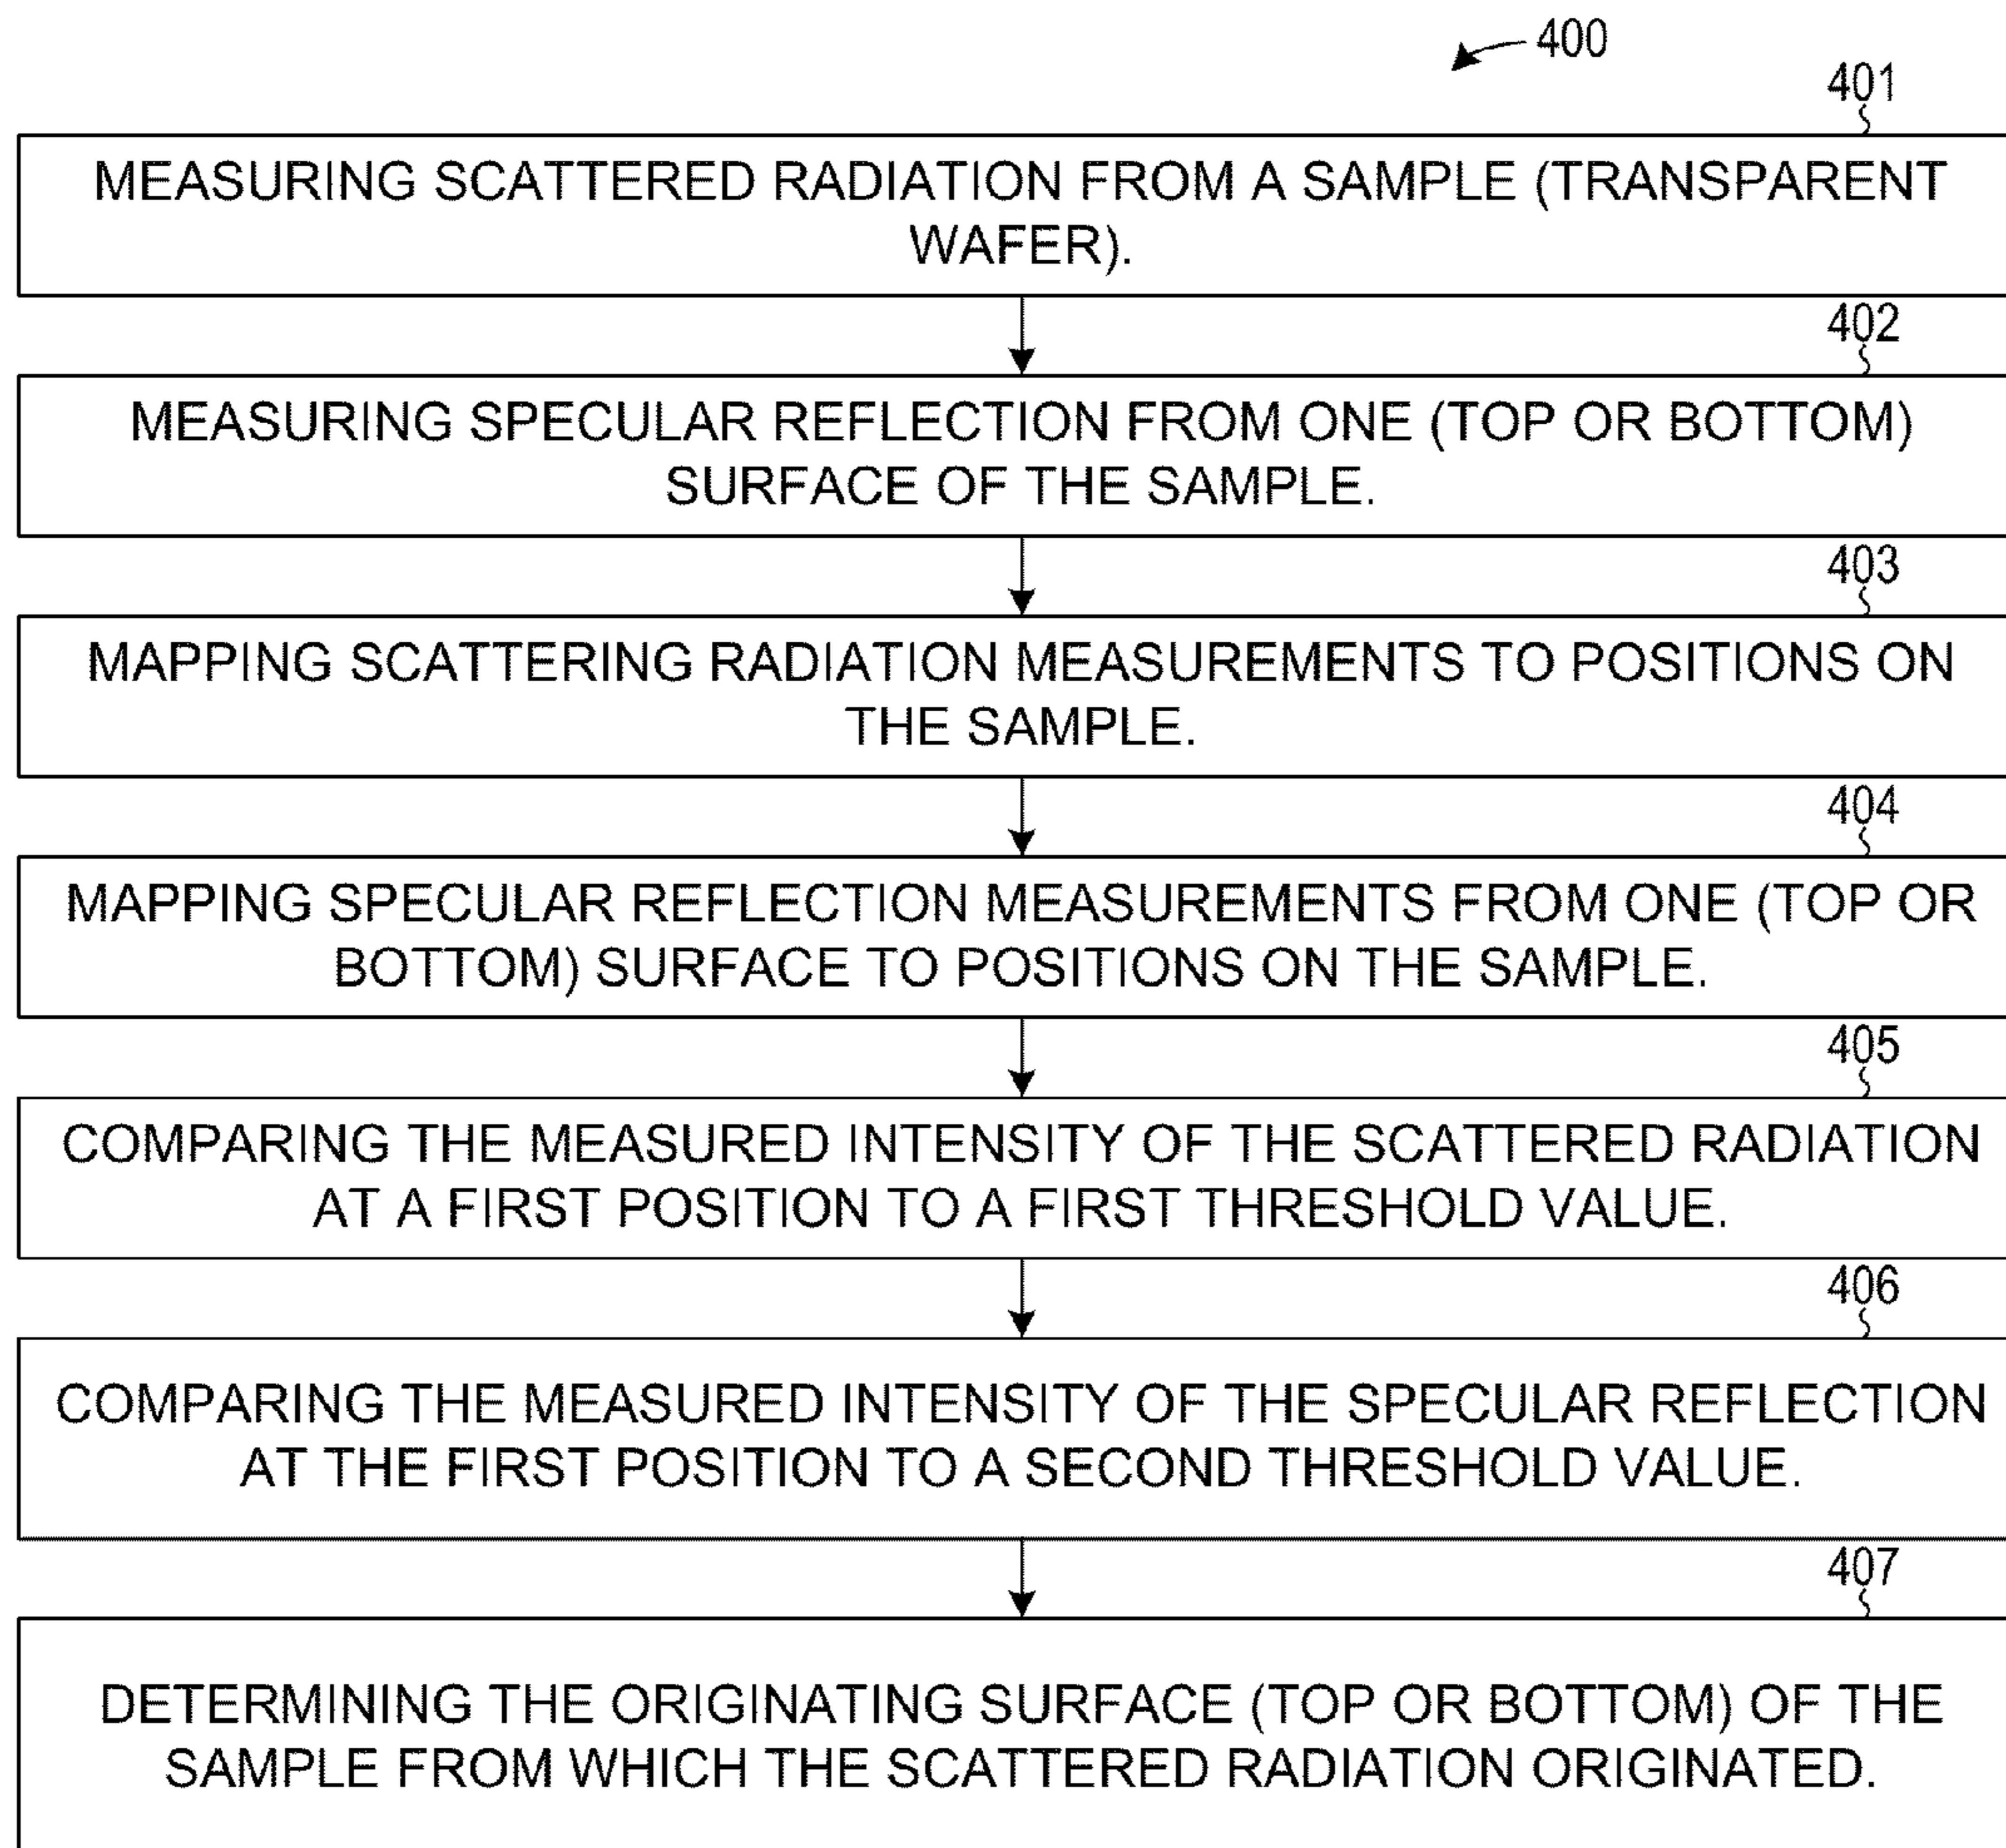 400
401
MEASURING SCATTERED RADIATION FROM A SAMPLE (TRANSPARENT
WAFER).
402
MEASURING SPECULAR REFLECTION FROM ONE (TOP OR BOTTOM)
SURFACE OF THE SAMPLE.
403
MAPPING SCATTERING RADIATION MEASUREMENTS TO POSITIONS ON
THE SAMPLE.
404
MAPPING SPECULAR REFLECTION MEASUREMENTS FROM ONE (TOP OR
BOTTOM) SURFACE TO POSITIONS ON THE SAMPLE.
405
COMPARING THE MEASURED INTENSITY OF THE SCATTERED RADIATION
AT A FIRST POSITION TO A FIRST THRESHOLD VALUE.
406
COMPARING THE MEASURED INTENSITY OF THE SPECULAR REFLECTION
AT THE FIRST POSITION TO A SECOND THRESHOLD VALUE.
407
DETERMINING THE ORIGINATING SURFACE (TOP OR BOTTOM) OF THE
SAMPLE FROM WHICH THE SCATTERED RADIATION ORIGINATED.